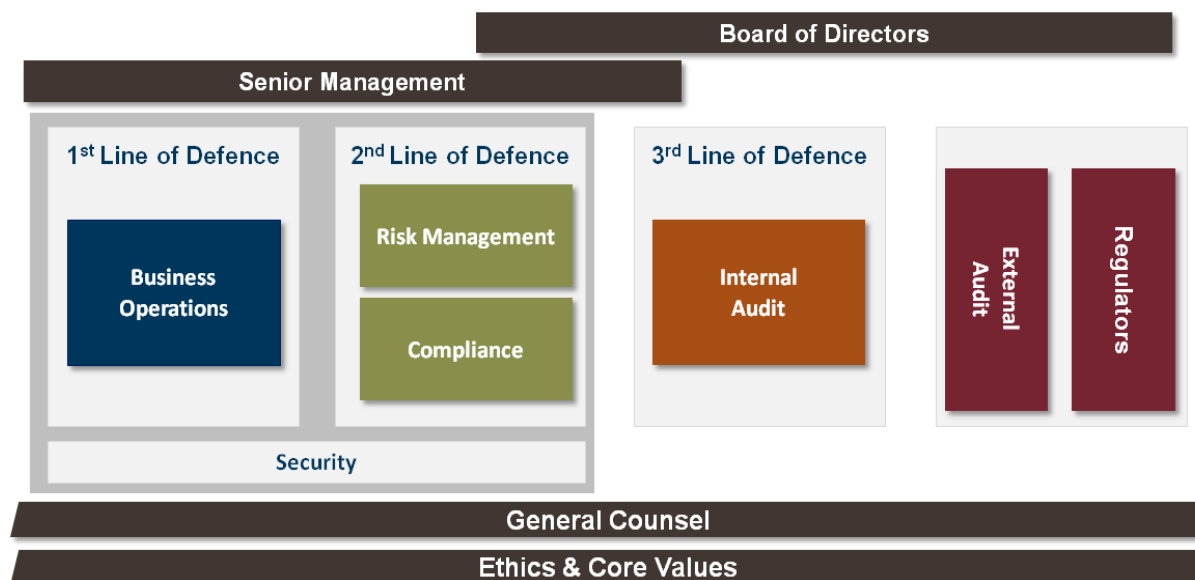 Board of Directors
Senior Management
1st Line of Defence
2nd Line of Defence
3rd Line of Defence
Business
Operations
Risk Management
Compliance
Internal
Audit
External
Audit
Regulators
Security
General Counsel
Ethics & Core Values